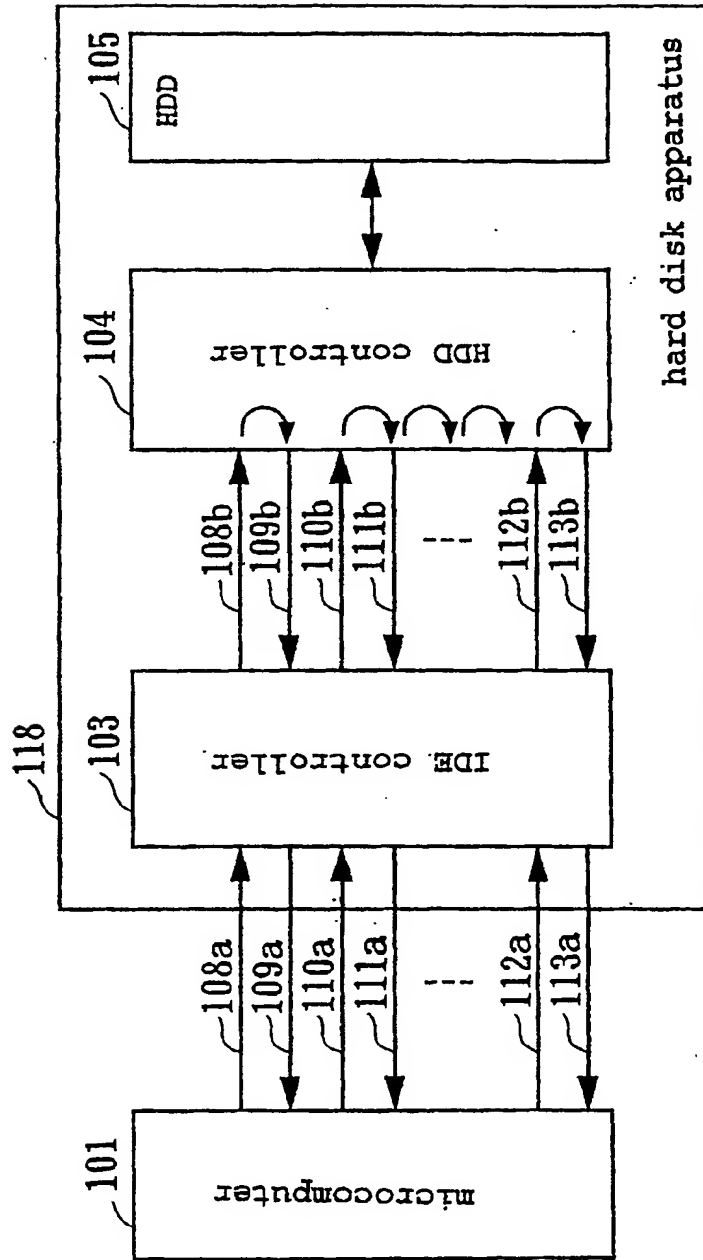 118
101
microcomputer
108a
109a
110a
111a
---
112a
113a
103
IDE controller
108b
109b
110b
111b
---
112b
113b
104
HDD controller
105
HDD
hard disk apparatus